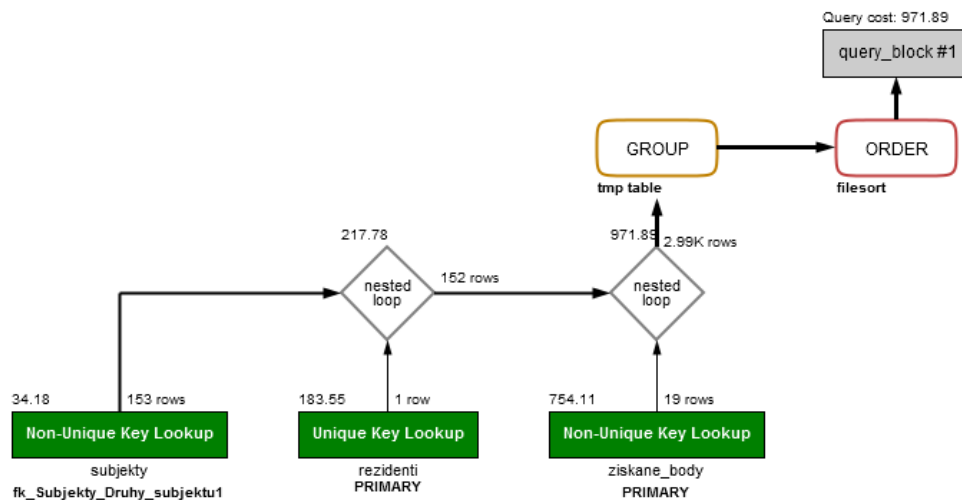 Query cost: 971.89
query_block #1
GROUP
ORDER
tmp table
filesort
217.78
971.89
2.99K rows
nested
loop
152 rows
nested
loop
34.18
153 rows
183.55
1 row
754.11
19 rows
Non-Unique Key Lookup
Unique Key Lookup
Non-Unique Key Lookup
subjekty
rezidenti
ziskane_body
fk_Subjekty_Druhy_subjektu1
PRIMARY
PRIMARY